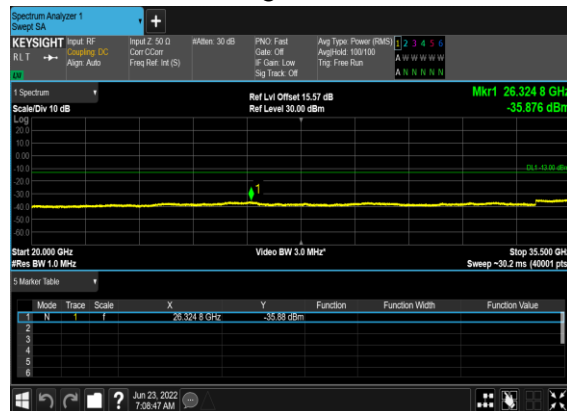 Spectrum Analyzer 1
Swept SA
+
KEYSIGHT Input: RF Input Z: 50 Ω #Atten: 30 dB PNO: Fast Avg Type: Power (RMS) 1 2 3 4 5 6
RLT Coupling: DC Corr CCorr Gate: Off Avg|Hold: 100/100 A W W W W W
Align: Auto Freq Ref: Int (S) IF Gain: Low Trig: Free Run
Sig Track: Off A N N N N N
1 Spectrum Ref Lvl Offset 15.57 dB Mkr1 26.324 8 GHz
Scale/Div 10 dB Ref Level 30.00 dBm -35.876 dBm
Log
20.0
10.0
0.00
-10.0 DL1 -13.00 dBm
-20.0
-30.0 1
-40.0
-50.0
-60.0
Start 20.000 GHz Video BW 3.0 MHz* Stop 35.500 GHz
#Res BW 1.0 MHz Sweep ~30.2 ms (40001 pts)
5 Marker Table
Mode Trace Scale X Y Function Function Width Function Value
1 N 1 f 26.324 8 GHz -35.88 dBm
2
3
4
5
6
? Jun 23, 2022
7:08:47 AM